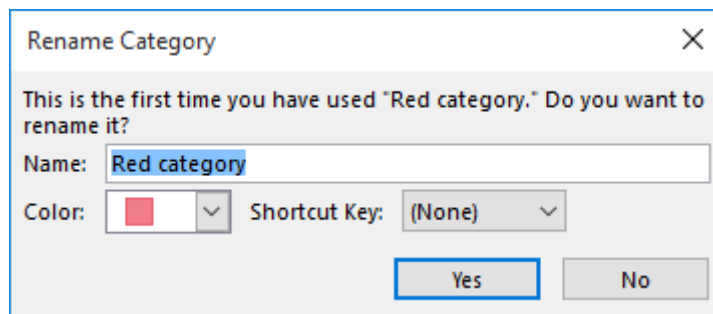 Rename Category
This is the first time you have used "Red category." Do you want to
rename it?
Name: Red category
Color: Shortcut Key: (None)
Yes No